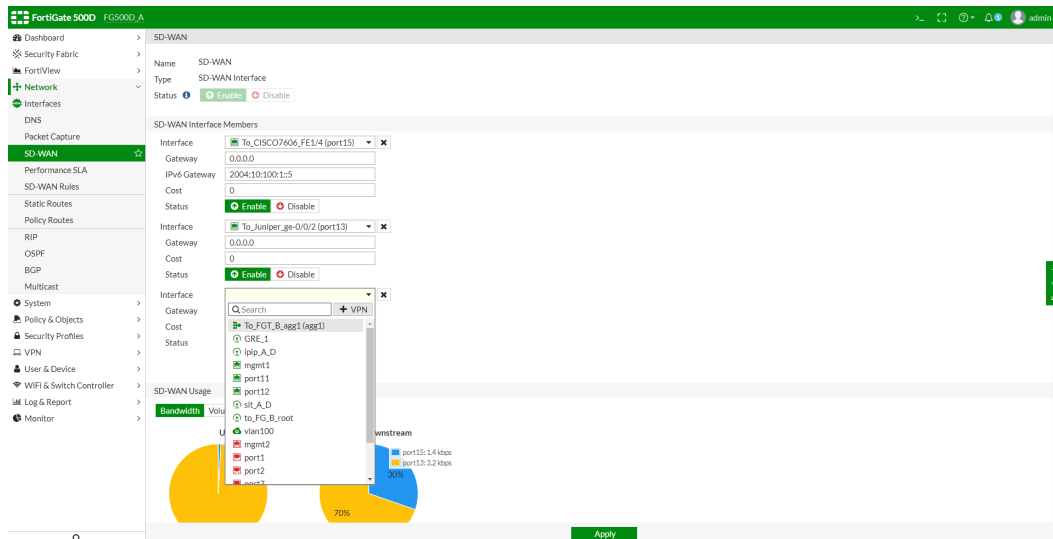 FortiGate 500D FG500D_A
>_ admin
Dashboard
Security Fabric
FortiView
Network
Interfaces
DNS
Packet Capture
SD-WAN
Performance SLA
SD-WAN Rules
Static Routes
Policy Routes
RIP
OSPF
BGP
Multicast
System
Policy & Objects
Security Profiles
VPN
User & Device
WiFi & Switch Controller
Log & Report
Monitor
SD-WAN
Name SD-WAN
Type SD-WAN Interface
Status Enable Disable
SD-WAN Interface Members
Interface To_CISCO7606_FE1/4 (port15)
Gateway 0.0.0.0
IPv6 Gateway 2004:10:100:1::5
Cost 0
Status Enable Disable
Interface To_Juniper_ge-0/0/2 (port13)
Gateway 0.0.0.0
Cost 0
Status Enable Disable
Interface
Gateway
Cost
Status
Search + VPN
To_FGT_B_agg1 (agg1)
GRE_1
ipip_A_D
mgmt1
port11
port12
sit_A_D
to_FG_B_root
vlan100
mgmt2
port1
port2
port7
SD-WAN Usage
Bandwidth Volu
U
wnstream
port15: 1.4 kbps
port13: 3.2 kbps
30%
70%
Apply